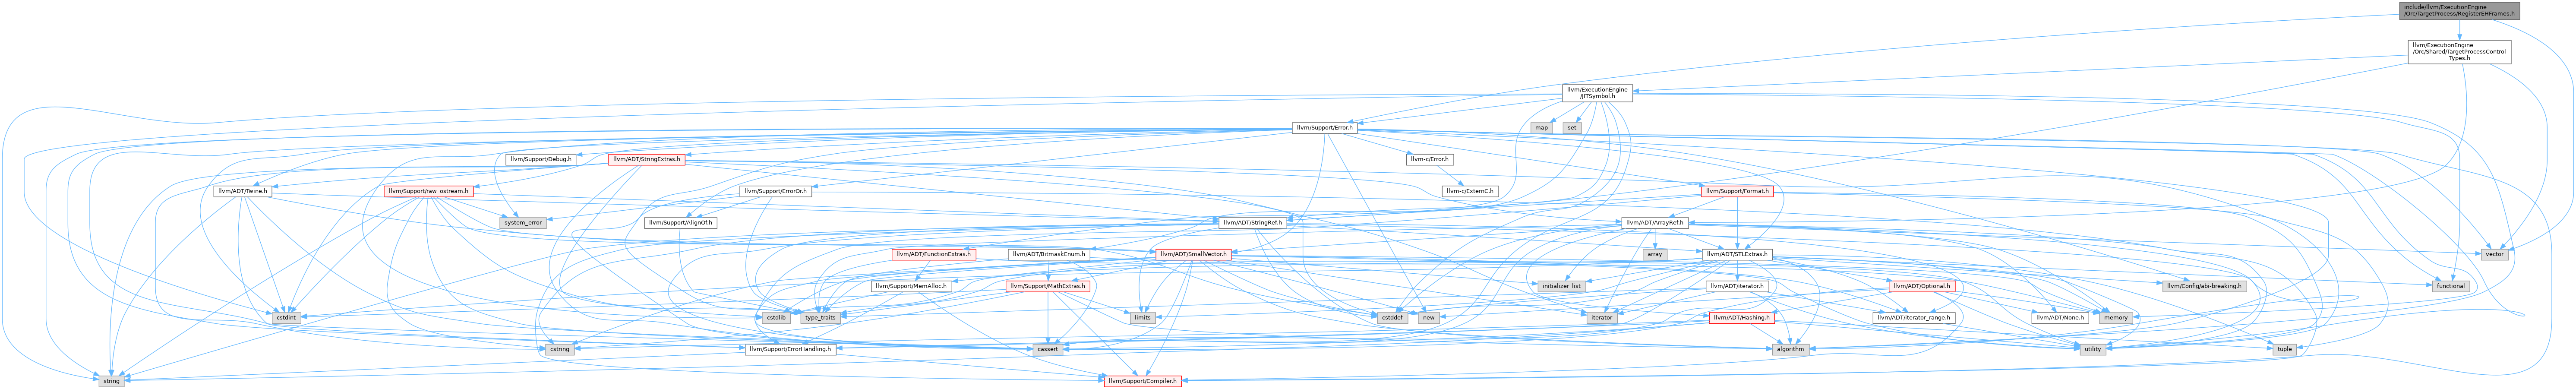 include/llvm/ExecutionEngine
/Orc/TargetProcess/RegisterEHFrames.h
llvm/ExecutionEngine
/Orc/Shared/TargetProcessControl
Types.h
llvm/ExecutionEngine
/JITSymbol.h
map
set
llvm/Support/Error.h
llvm/Support/Debug.h
llvm/ADT/StringExtras.h
llvm-c/Error.h
llvm/ADT/Twine.h
llvm/Support/raw_ostream.h
llvm/Support/ErrorOr.h
llvm-c/ExternC.h
llvm/Support/Format.h
system_error
llvm/Support/AlignOf.h
llvm/ADT/StringRef.h
llvm/ADT/ArrayRef.h
llvm/ADT/FunctionExtras.h
llvm/ADT/BitmaskEnum.h
llvm/ADT/SmallVector.h
array
llvm/ADT/STLExtras.h
vector
llvm/Support/MemAlloc.h
llvm/Support/MathExtras.h
initializer_list
llvm/ADT/iterator.h
llvm/ADT/Optional.h
llvm/Config/abi-breaking.h
functional
cstdint
cstdlib
type_traits
limits
cstddef
new
iterator
llvm/ADT/Hashing.h
llvm/ADT/iterator_range.h
llvm/ADT/None.h
memory
cstring
llvm/Support/ErrorHandling.h
cassert
algorithm
utility
tuple
string
llvm/Support/Compiler.h